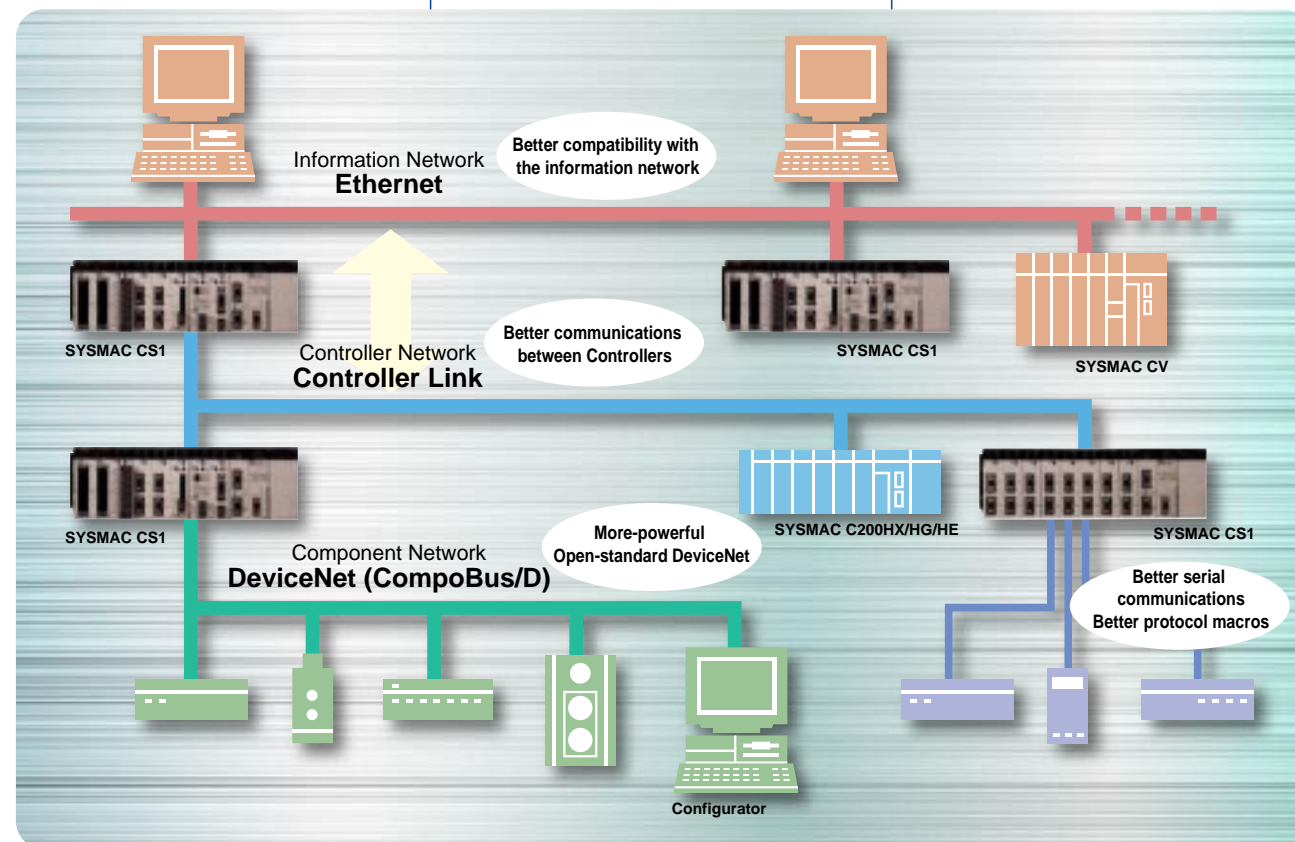 Information Network
Ethernet
Better compatibility with
the information network
SYSMAC CS1
SYSMAC CS1
SYSMAC CV
Controller Network
Controller Link
Better communications
between Controllers
SYSMAC CS1
SYSMAC C200HX/HG/HE
SYSMAC CS1
Component Network
DeviceNet (CompoBus/D)
More-powerful
Open-standard DeviceNet
Better serial
communications
Better protocol macros
Configurator